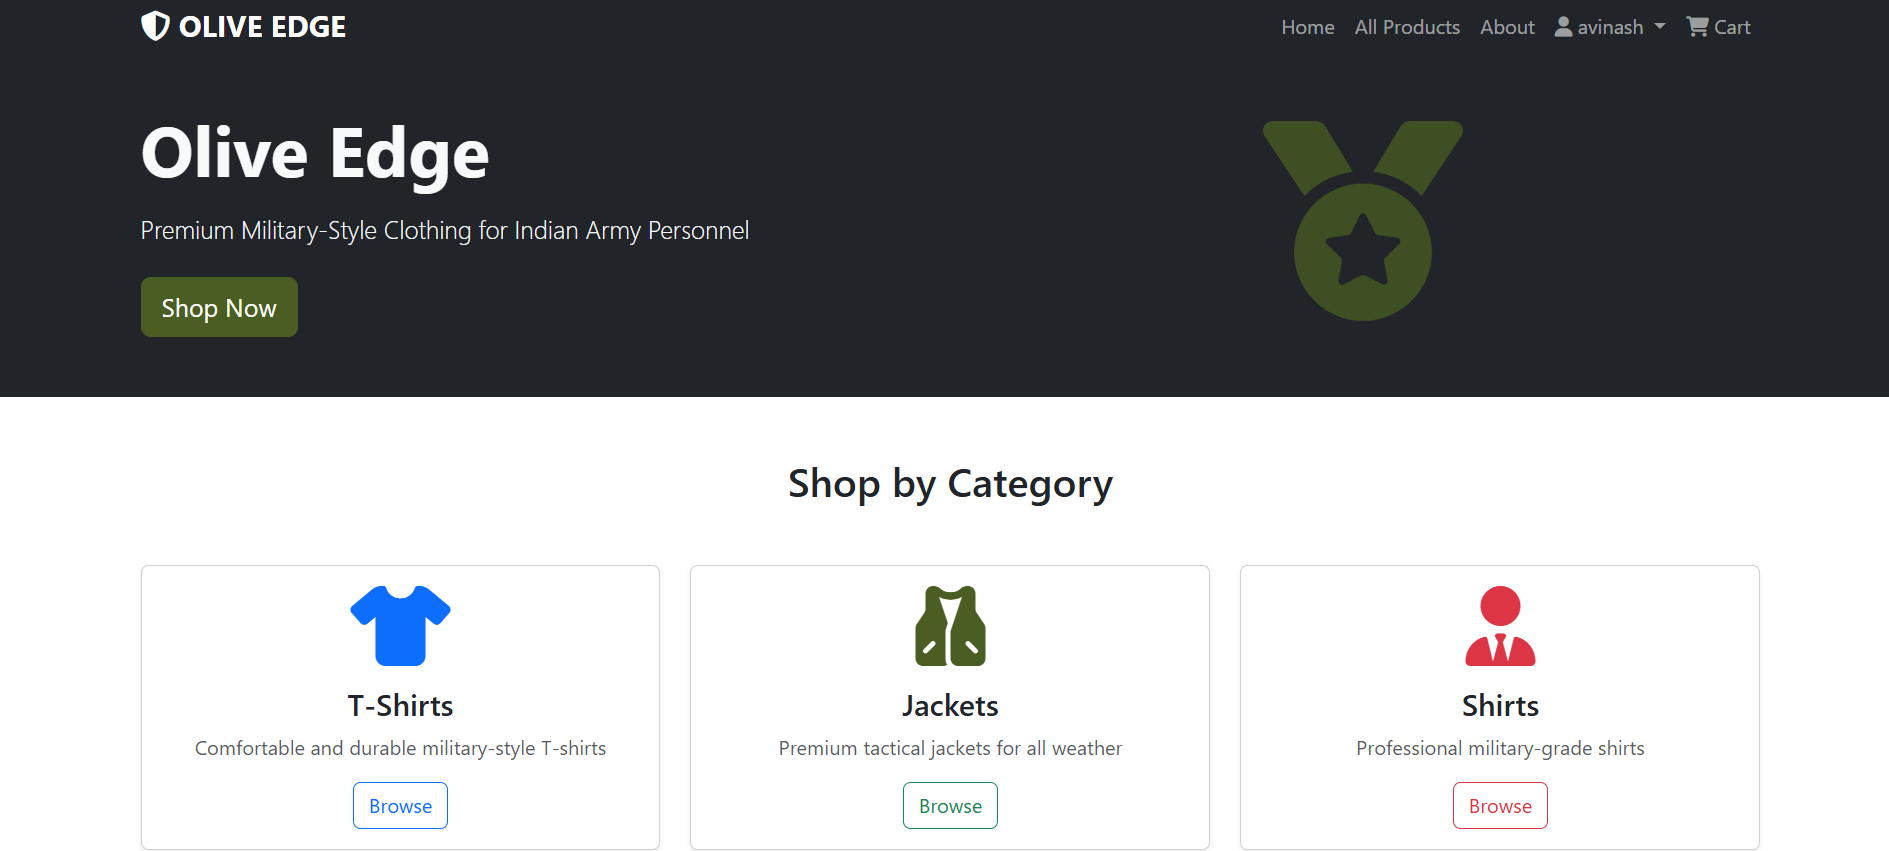 OLIVE EDGE
Home All Products About avinash Cart
Olive Edge
Premium Military-Style Clothing for Indian Army Personnel
Shop Now
Shop by Category
T-Shirts
Comfortable and durable military-style T-shirts
Browse
Jackets
Premium tactical jackets for all weather
Browse
Shirts
Professional military-grade shirts
Browse